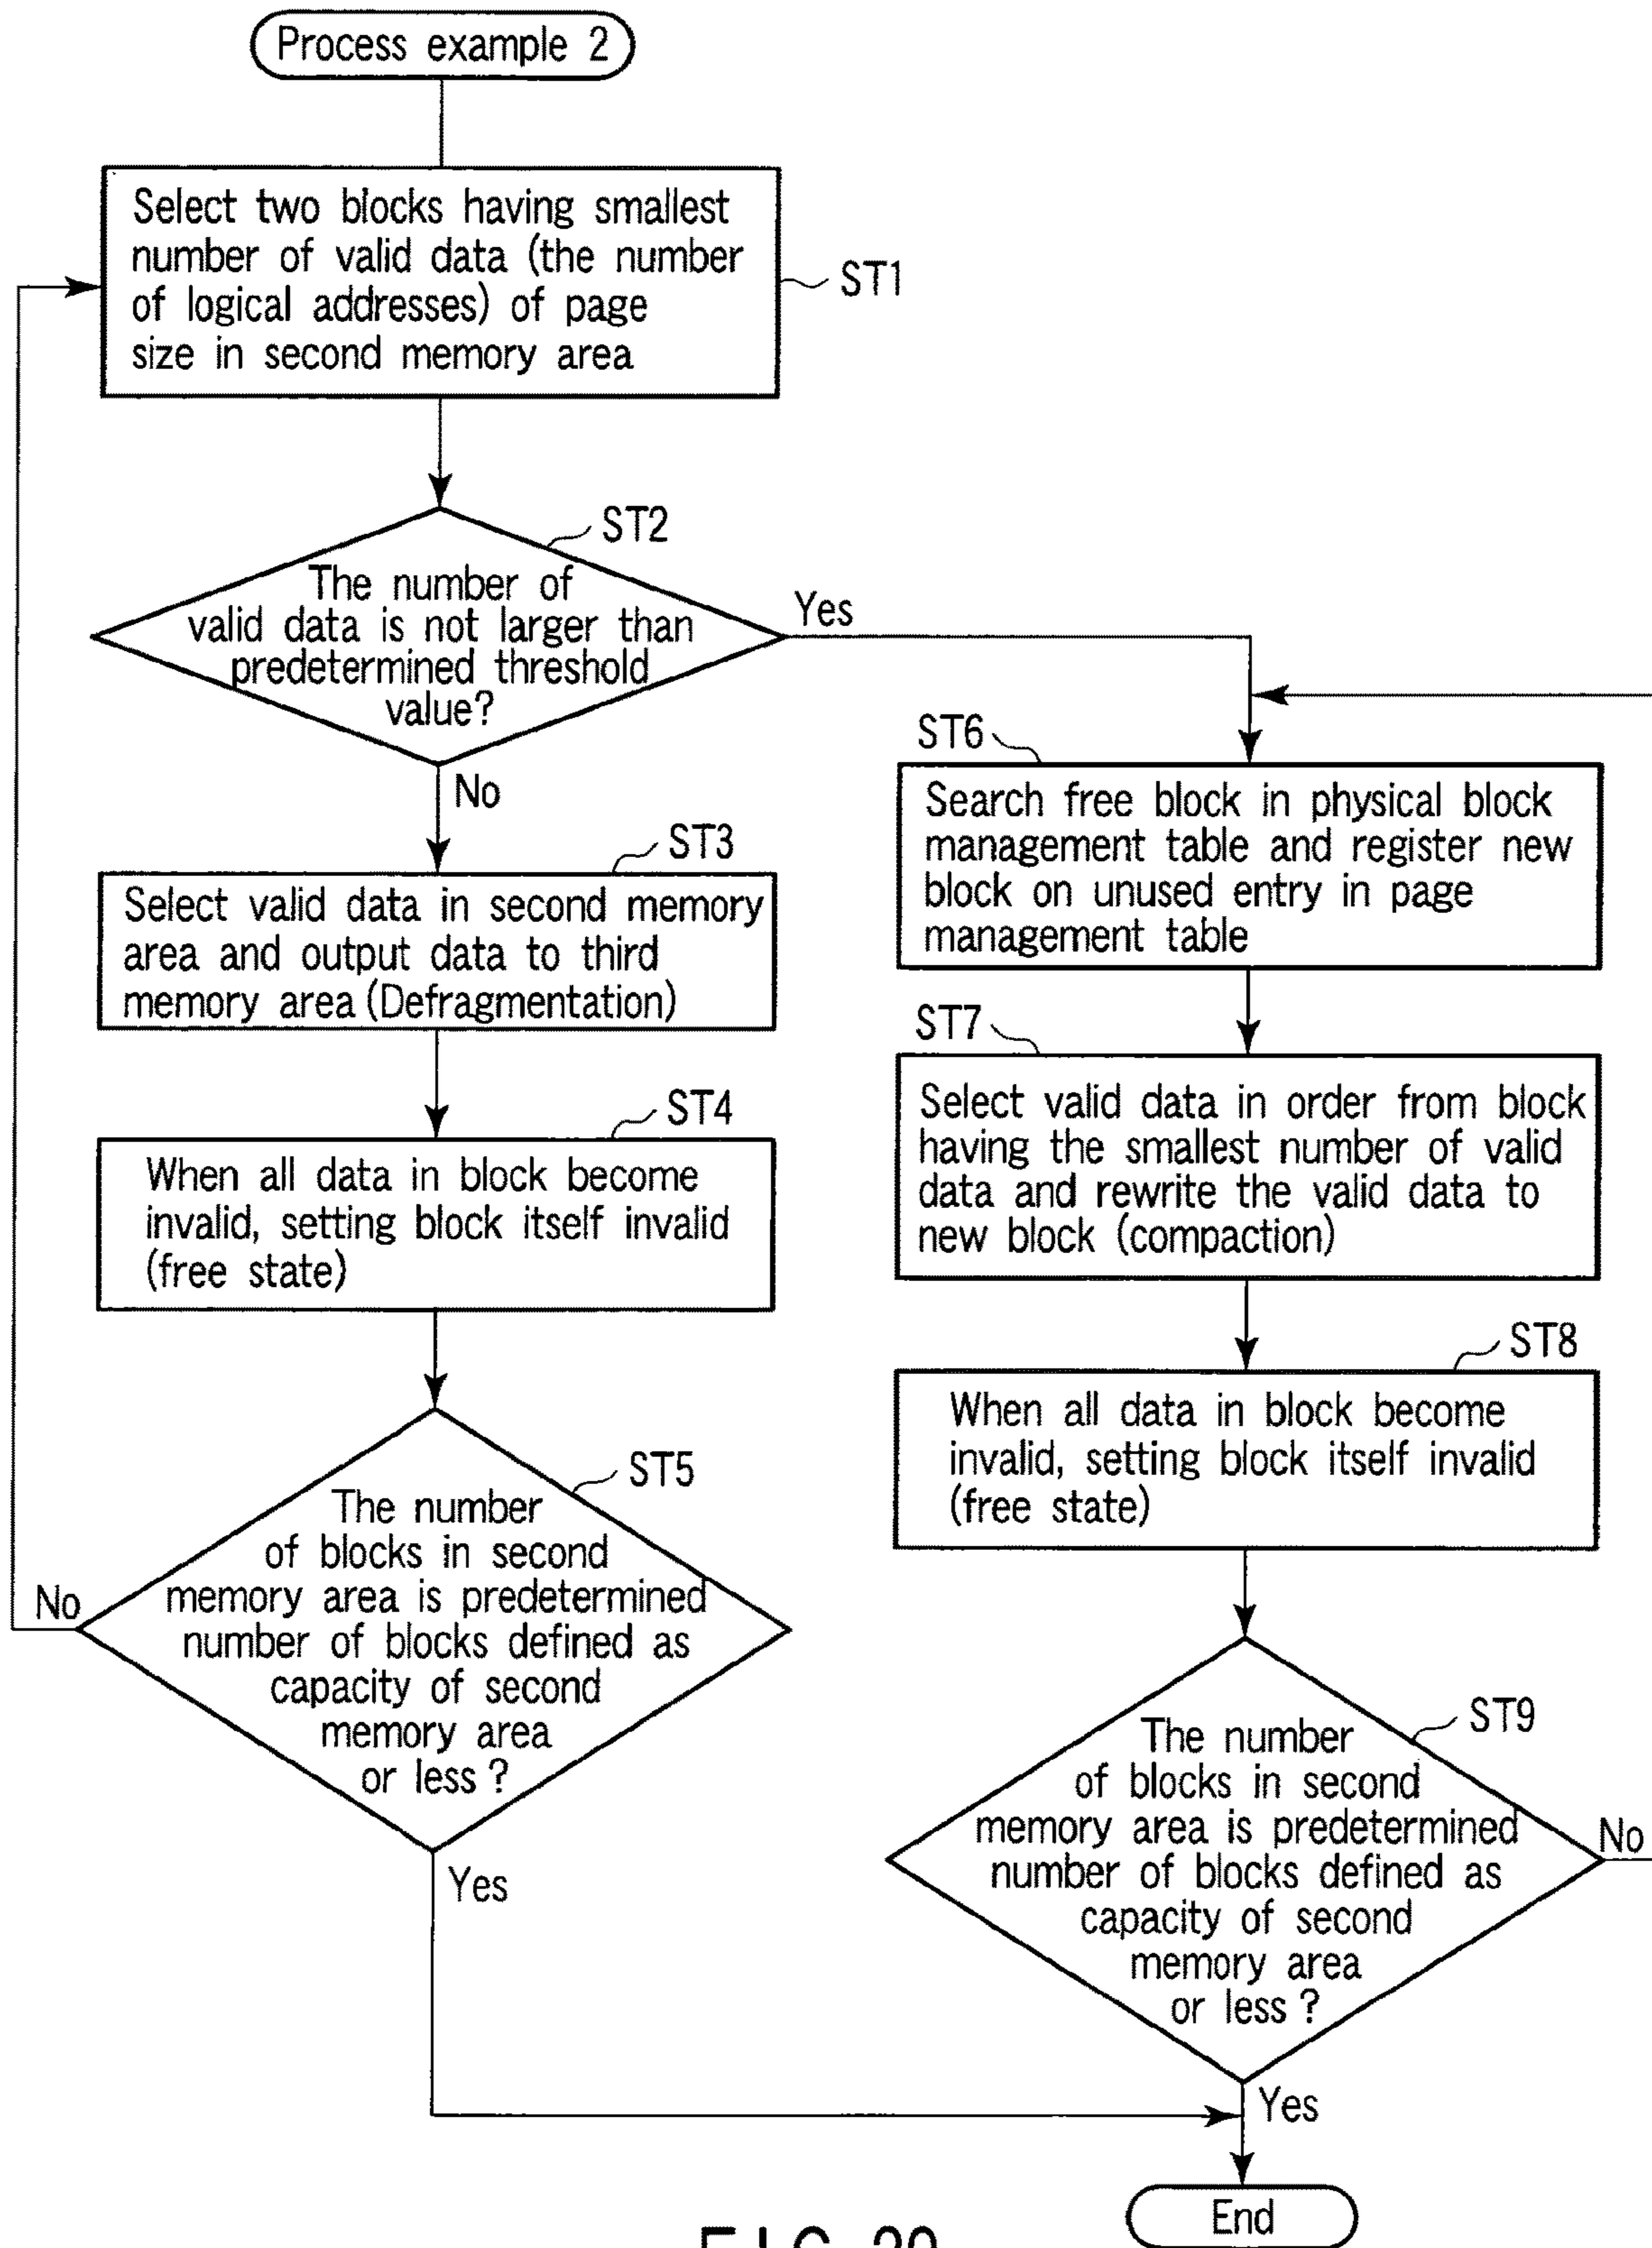 Process example 2
Select two blocks having smallest
number of valid data (the number
of logical addresses) of page
size in second memory area
ST1
ST2
The number of
valid data is not larger than
predetermined threshold
value?
Yes
No
ST3
Select valid data in second memory
area and output data to third
memory area (Defragmentation)
ST4
When all data in block become
invalid, setting block itself invalid
(free state)
ST5
The number
of blocks in second
memory area is predetermined
number of blocks defined as
capacity of second
memory area
or less ?
No
Yes
ST6
Search free block in physical block
management table and register new
block on unused entry in page
management table
ST7
Select valid data in order from block
having the smallest number of valid
data and rewrite the valid data to
new block (compaction)
ST8
When all data in block become
invalid, setting block itself invalid
(free state)
ST9
The number
of blocks in second
memory area is predetermined
number of blocks defined as
capacity of second
memory area
or less ?
No
Yes
End